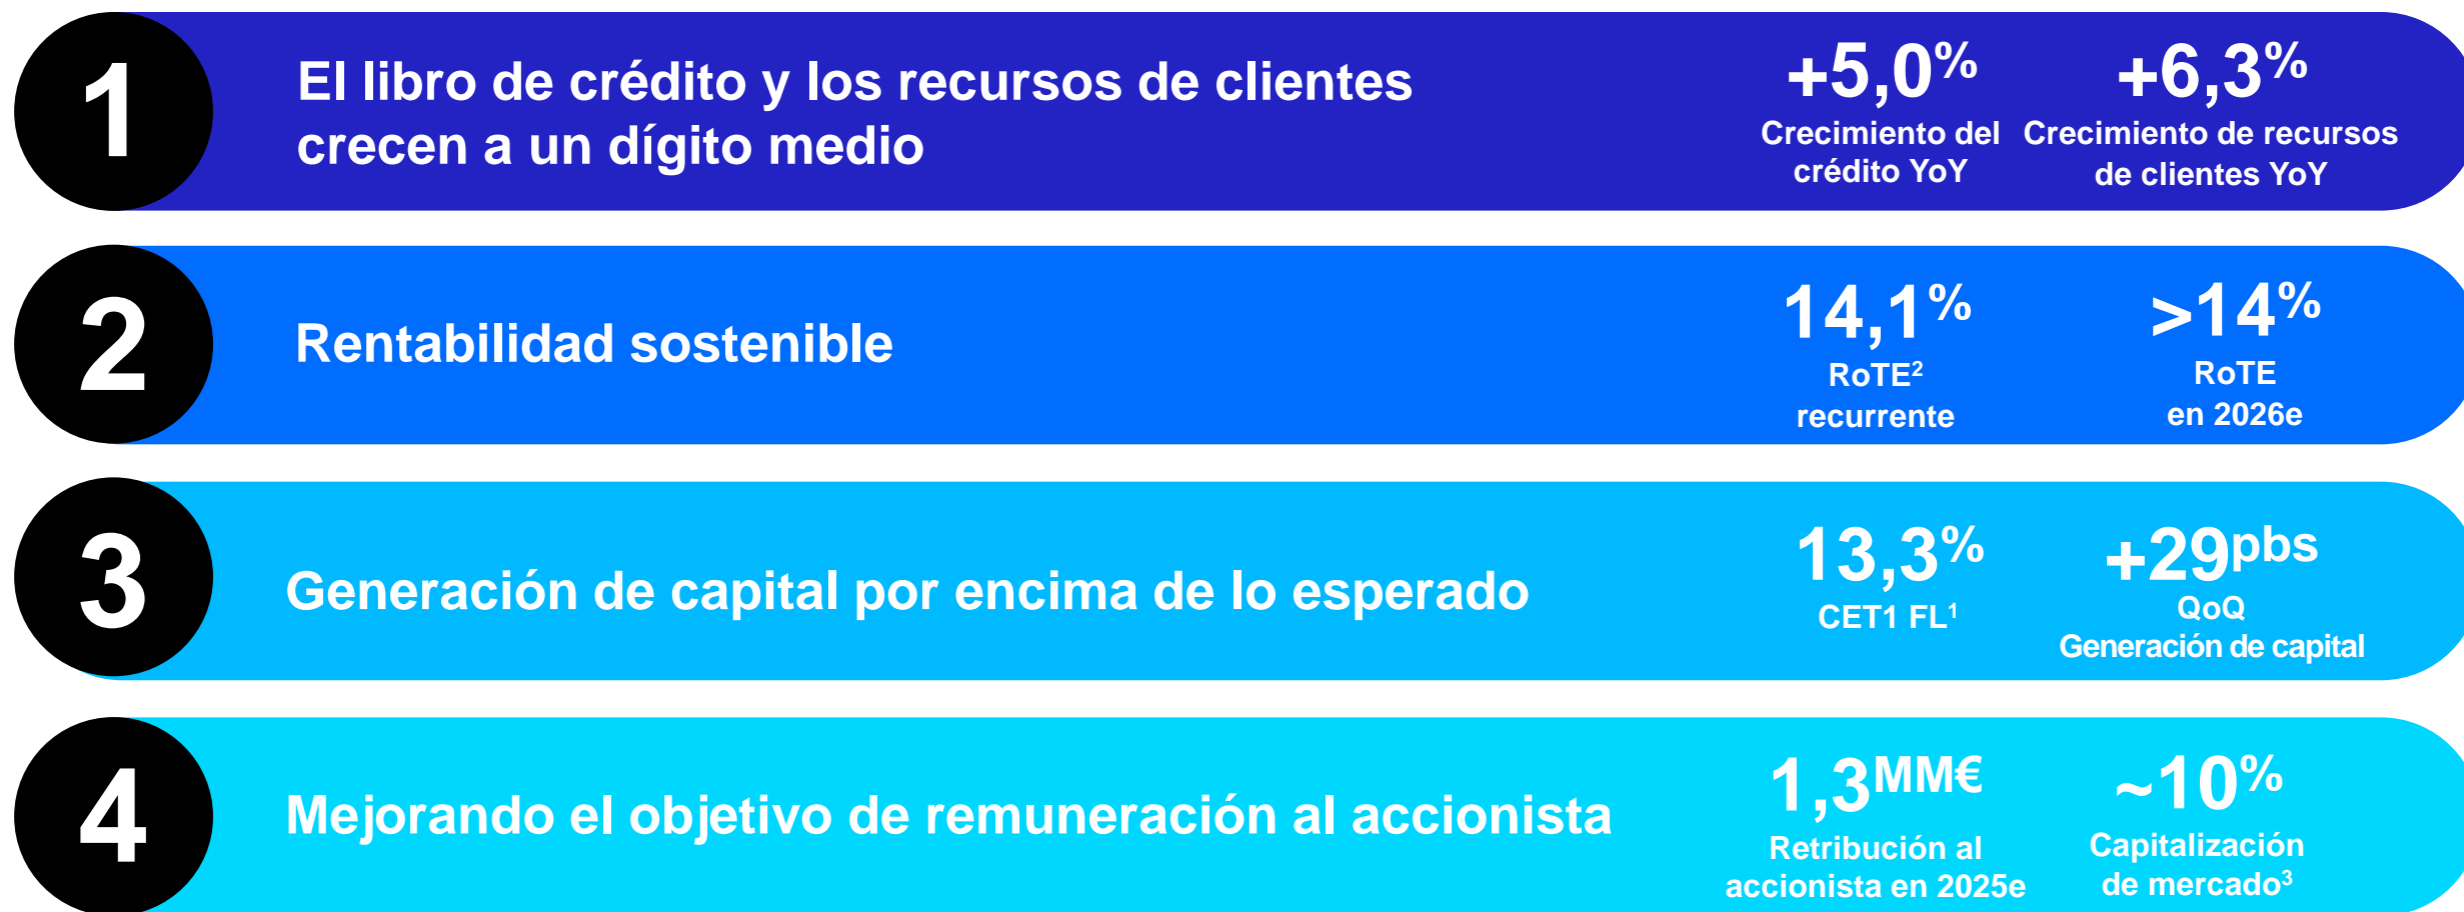 1
El libro de crédito y los recursos de clientes
crecen a un dígito medio
+5,0%
Crecimiento del
crédito YoY
+6,3%
Crecimiento de recursos
de clientes YoY
2
Rentabilidad sostenible
14,1%
RoTE²
recurrente
>14%
RoTE
en 2026e
3
Generación de capital por encima de lo esperado
13,3%
CET1 FL¹
+29pbs
QoQ
Generación de capital
4
Mejorando el objetivo de remuneración al accionista
1,3MM€
Retribución al
accionista en 2025e
~10%
Capitalización
de mercado³